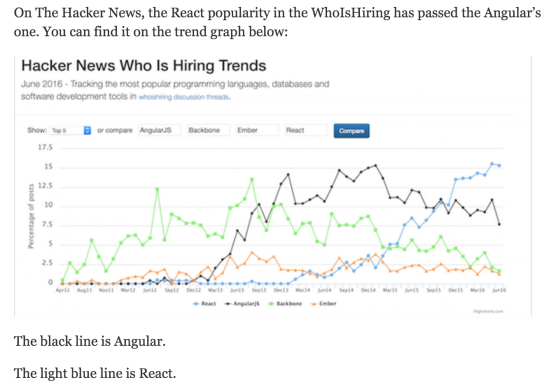 On The Hacker News, the React popularity in the WhoIsHiring has passed the Angular's
one. You can find it on the trend graph below:
Hacker News Who Is Hiring Trends
June 2016 - Tracking the most popular programming languages, databases and
software development tools in whoishiring discussion threads.
Show: Top 5 or compare AngularJS Backbone Ember React Compare
17.5
15
12.5
10
7.5
5
2.5
0
Percentage of posts
Apr11 Aug11 Nov11 Mar12 Jun12 Sep12 Dec12 Mar13 Jun13 Sep13 Dec13 Mar14 Jun14 Sep14 Dec14 Mar15 Jun15 Sep15 Dec15 Mar16 Jun16
React AngularJS Backbone Ember
Highcharts.com
The black line is Angular.
The light blue line is React.